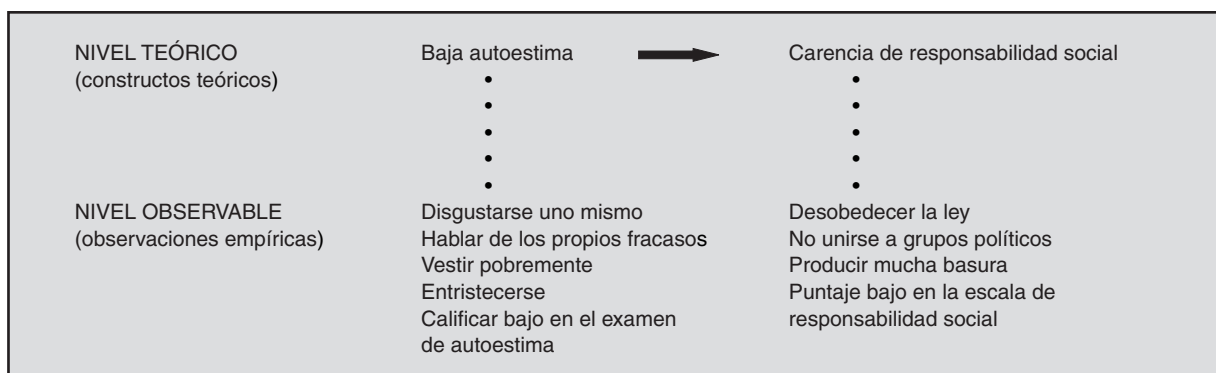 NIVEL TEÓRICO
(constructos teóricos)
Baja autoestima
Carencia de responsabilidad social
NIVEL OBSERVABLE
(observaciones empíricas)
Disgustarse uno mismo
Hablar de los propios fracasos
Vestir pobremente
Entristecerse
Calificar bajo en el examen
de autoestima
Desobedecer la ley
No unirse a grupos políticos
Producir mucha basura
Puntaje bajo en la escala de
responsabilidad social